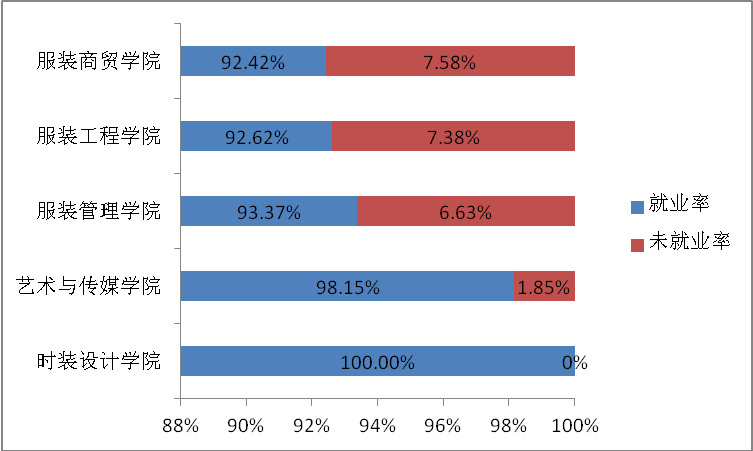 服装商贸学院 92.42% 7.58%
服装工程学院 92.62% 7.38%
服装管理学院 93.37% 6.63%
就业率
未就业率
艺术与传媒学院 98.15% 1.85%
时装设计学院 100.00% 0%
88% 90% 92% 94% 96% 98% 100%